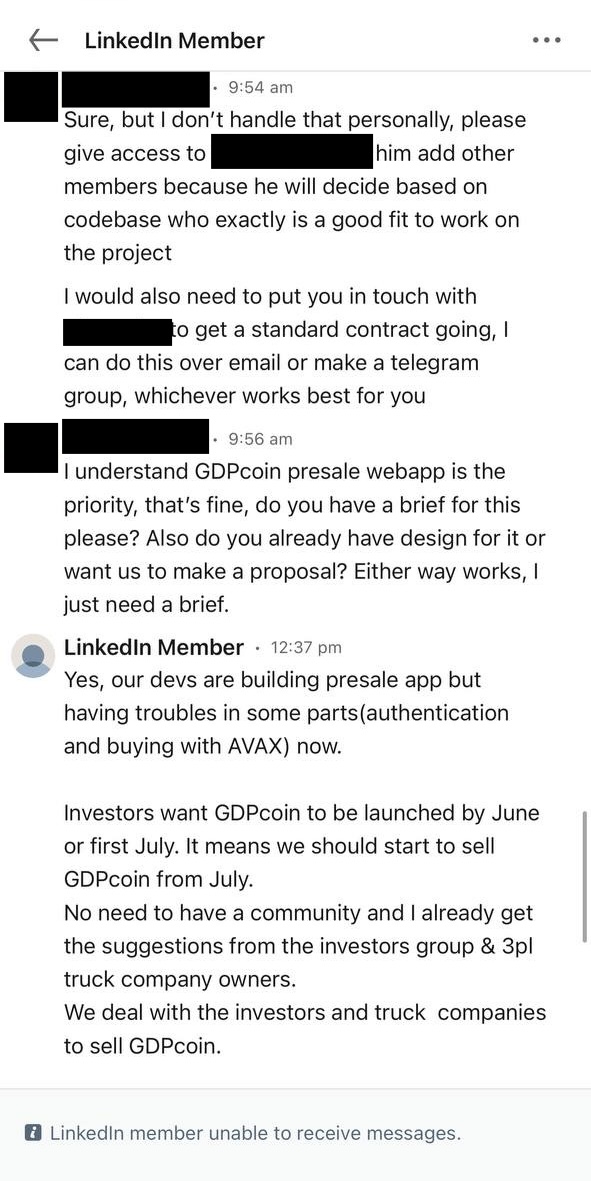 LinkedIn Member
· 9:54 am
Sure, but I don’t handle that personally, please
give access to him add other
members because he will decide based on
codebase who exactly is a good fit to work on
the project
I would also need to put you in touch with
to get a standard contract going, I
can do this over email or make a telegram
group, whichever works best for you
· 9:56 am
I understand GDPcoin presale webapp is the
priority, that’s fine, do you have a brief for this
please? Also do you already have design for it or
want us to make a proposal? Either way works, I
just need a brief.
LinkedIn Member · 12:37 pm
Yes, our devs are building presale app but
having troubles in some parts(authentication
and buying with AVAX) now.
Investors want GDPcoin to be launched by June
or first July. It means we should start to sell
GDPcoin from July.
No need to have a community and I already get
the suggestions from the investors group & 3pl
truck company owners.
We deal with the investors and truck companies
to sell GDPcoin.
LinkedIn member unable to receive messages.